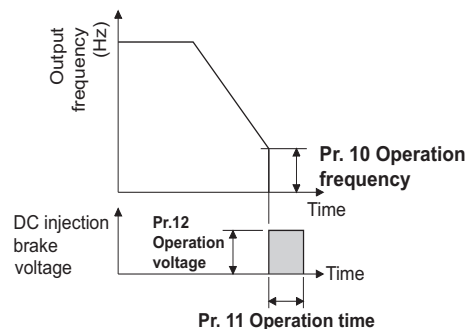 Output
frequency
(Hz)
Pr. 10 Operation
frequency
Time
DC injection
brake
voltage
Pr.12
Operation
voltage
Time
Pr. 11 Operation time